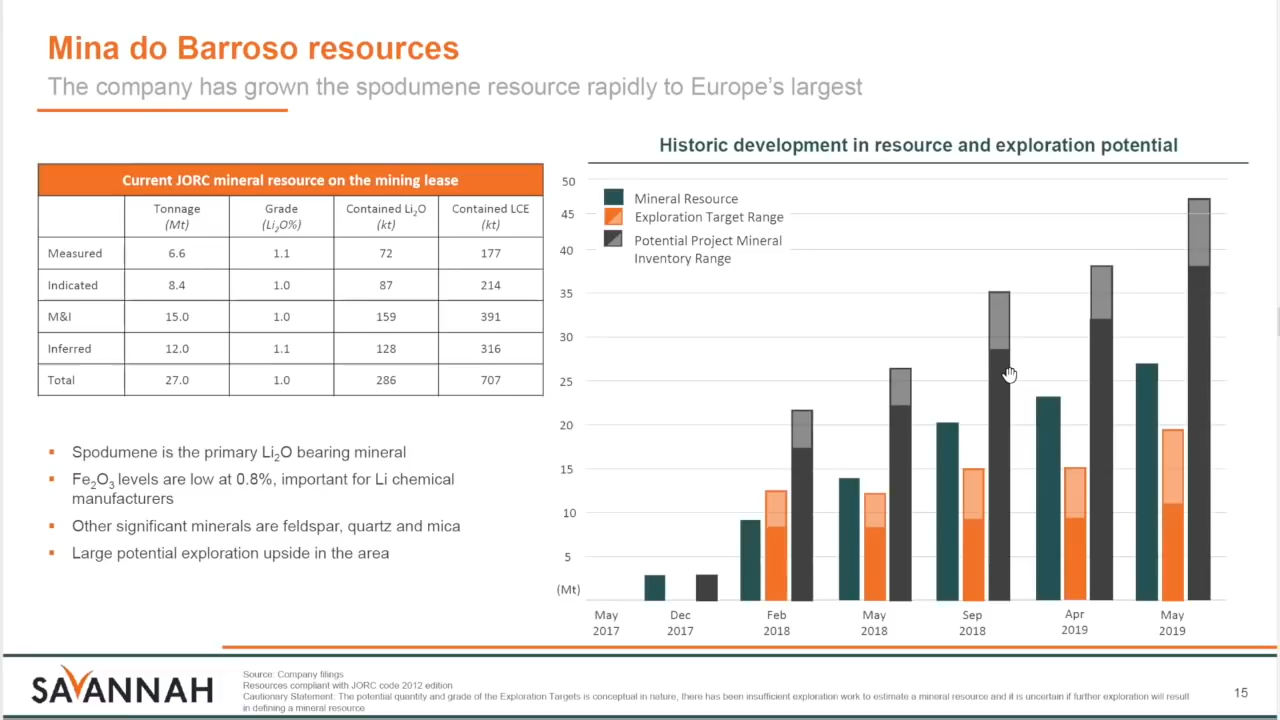 Mina do Barroso resources
The company has grown the spodumene resource rapidly to Europe's largest
Current JORC mineral resource on the mining lease
Tonnage (Mt) Grade (Li₂O%) Contained Li₂O (kt) Contained LCE (kt)
Measured 6.6 1.1 72 177
Indicated 8.4 1.0 87 214
M&I 15.0 1.0 159 391
Inferred 12.0 1.1 128 316
Total 27.0 1.0 286 707
▪ Spodumene is the primary Li₂O bearing mineral
▪ Fe₂O₃ levels are low at 0.8%, important for Li chemical
manufacturers
▪ Other significant minerals are feldspar, quartz and mica
▪ Large potential exploration upside in the area
Historic development in resource and exploration potential
50
45
40
35
30
25
20
15
10
5
(Mt)
Mineral Resource
Exploration Target Range
Potential Project Mineral
Inventory Range
May Dec Feb May Sep Apr May
2017 2017 2018 2018 2018 2019 2019
SAVANNAH
Source: Company filings
Resources compliant with JORC code 2012 edition
Cautionary Statement: The potential quantity and grade of the Exploration Targets is conceptual in nature, there has been insufficient exploration work to estimate a mineral resource and it is uncertain if further exploration will result
in defining a mineral resource
15